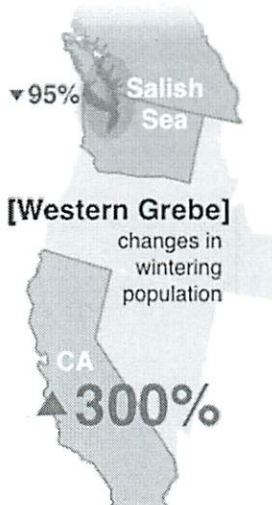 ▼95%
Salish
Sea
[Western Grebe]
changes in
wintering
population
CA
▲300%